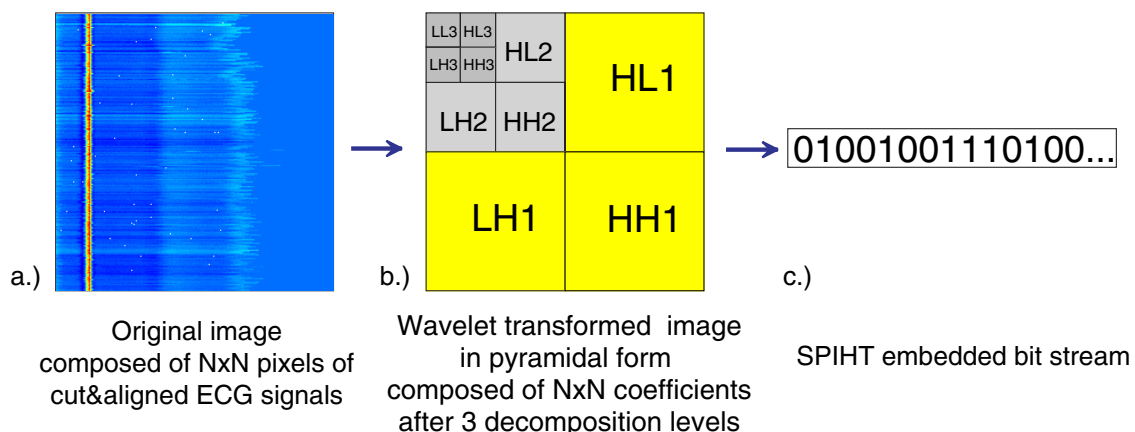 LL3 HL3
LH3 HH3
HL2
LH2 HH2
HL1
LH1 HH1
01001001110100...
a.)
b.)
c.)
Original image
composed of NxN pixels of
cut&aligned ECG signals
Wavelet transformed image
in pyramidal form
composed of NxN coefficients
after 3 decomposition levels
SPIHT embedded bit stream